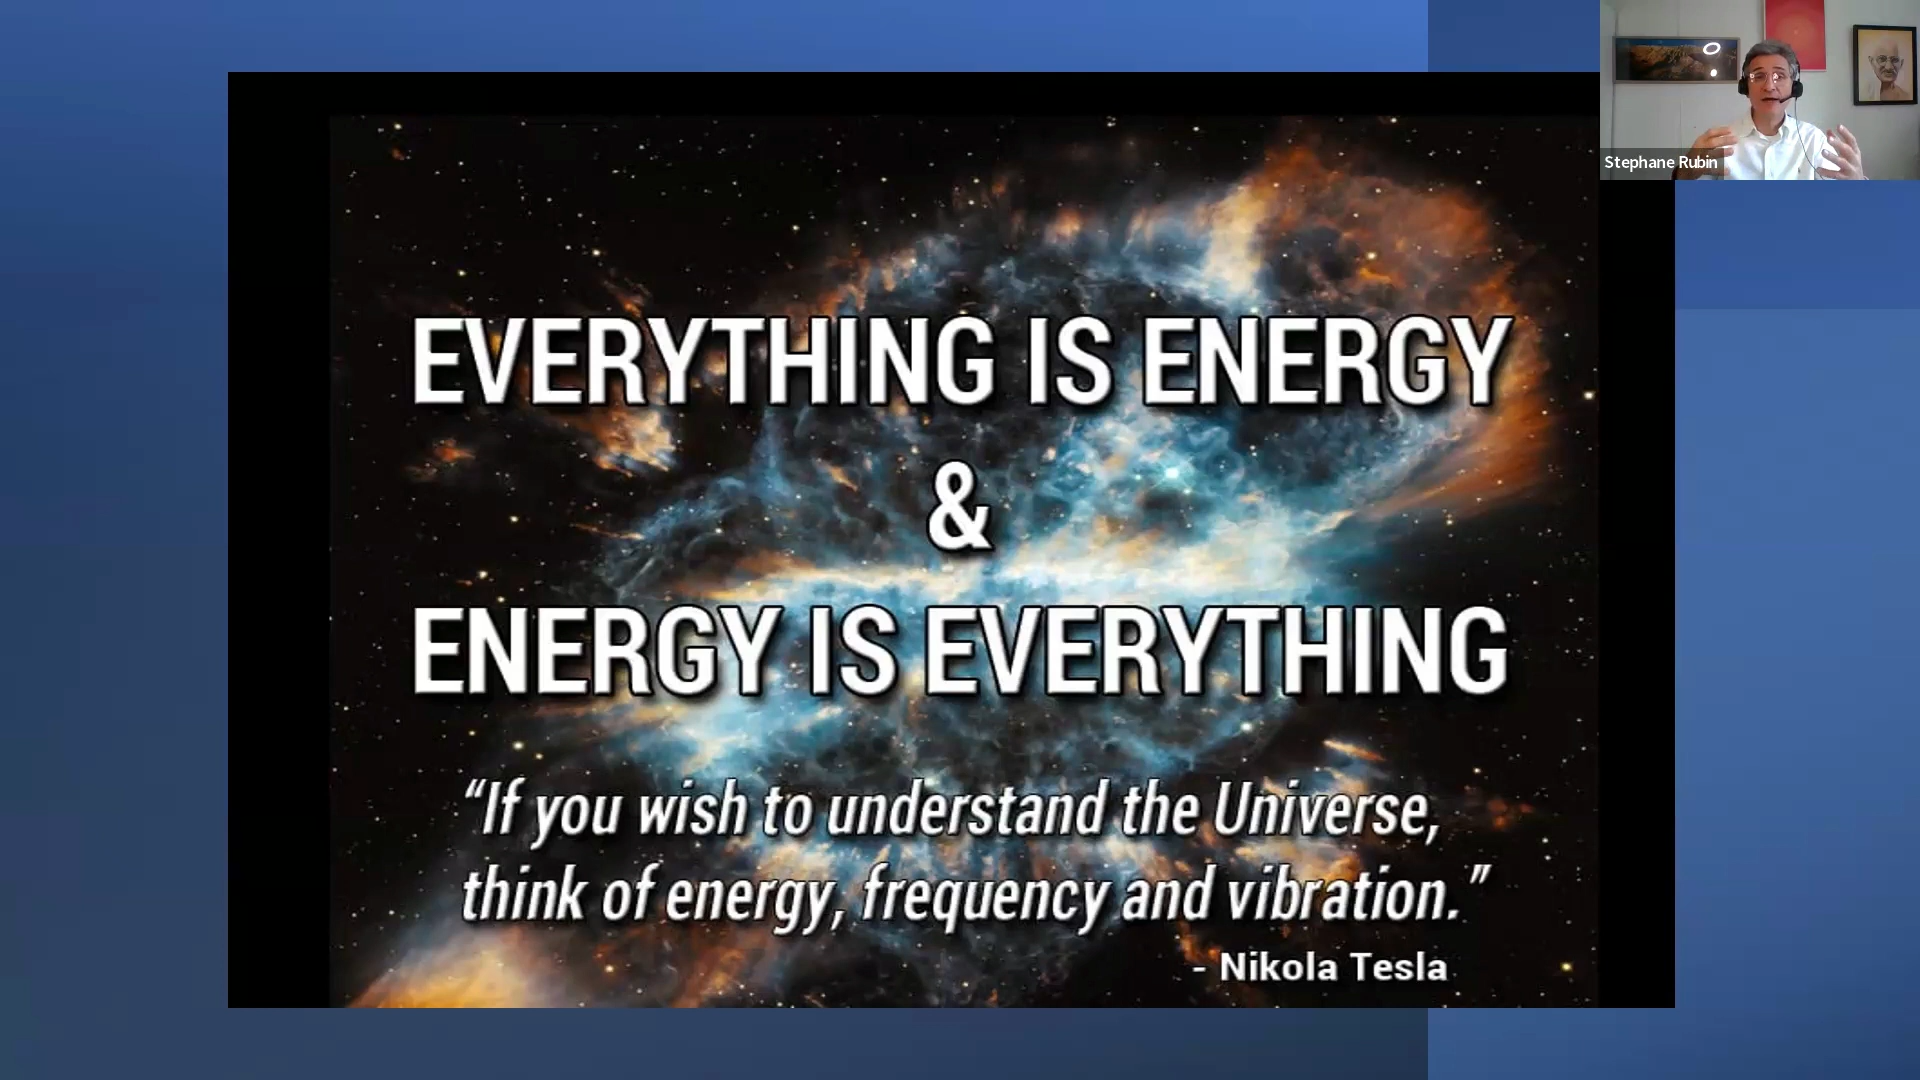 Stephane Rubin
EVERYTHING IS ENERGY
&
ENERGY IS EVERYTHING
“If you wish to understand the Universe,
think of energy, frequency and vibration.”
- Nikola Tesla